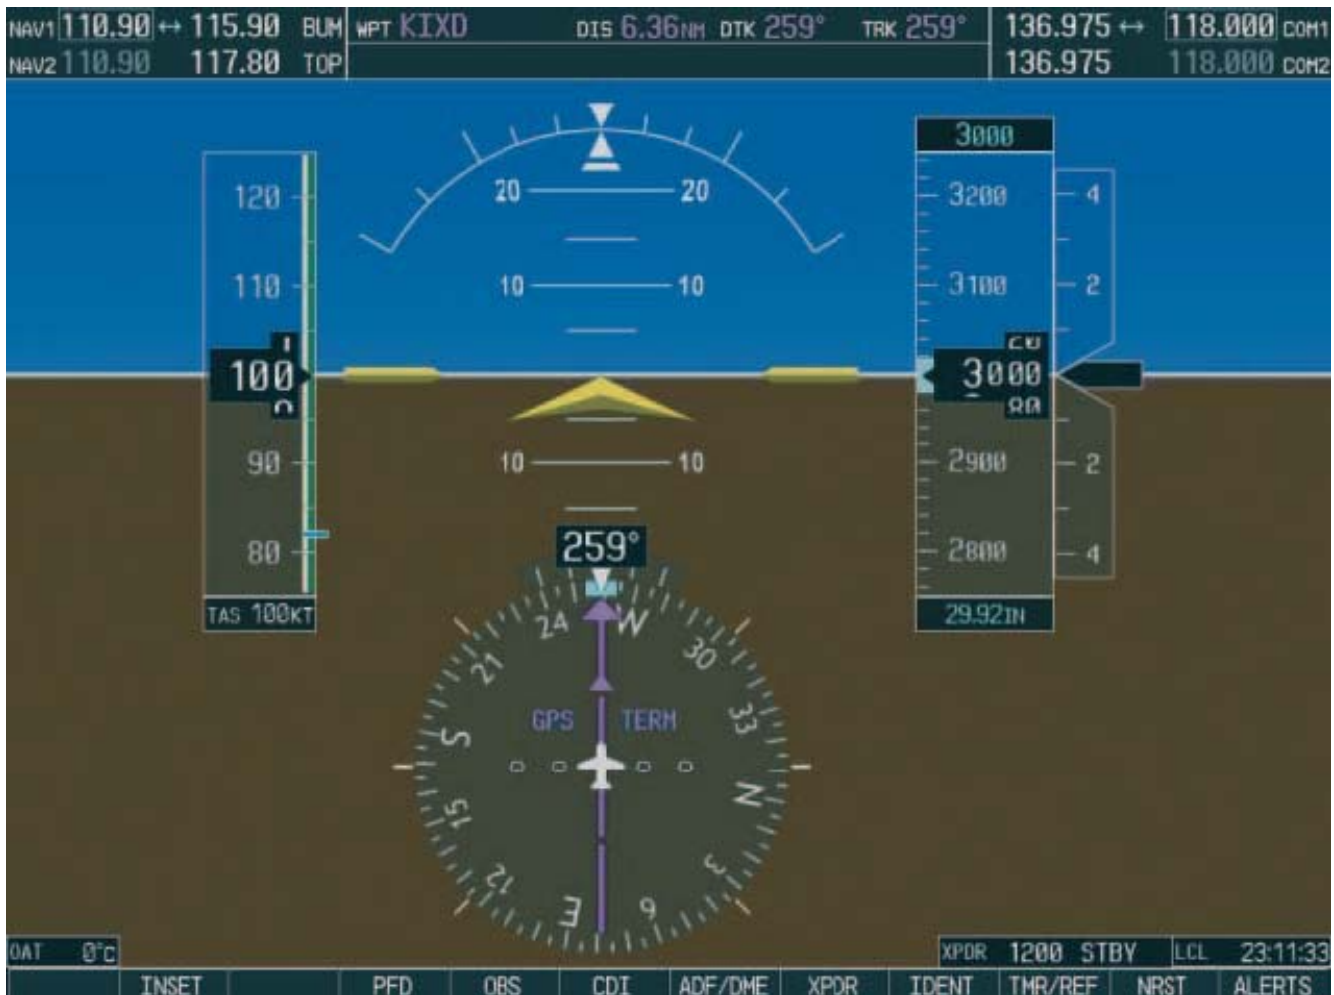 NAV1 110.90 ↔ 115.90 BUM WPT KIXD DIS 6.36NM DTK 259° TRK 259° 136.975 ↔ 118.000 COM1
NAV2 110.90 117.80 TOP 136.975 118.000 COM2
3000
120 20 20 3200 4
110 10 10 3100 2
20
100 3000
80
90 10 10 2900 2
80 2800 4
259°
TAS 100KT 29.92IN
24 W
21 30
GPS TERM
S 33
15 N
12 3
E 6
OAT 0°C XPDR 1200 STBY LCL 23:11:33
INSET PFD OBS CDI ADF/DME XPDR IDENT TMR/REF NRST ALERTS